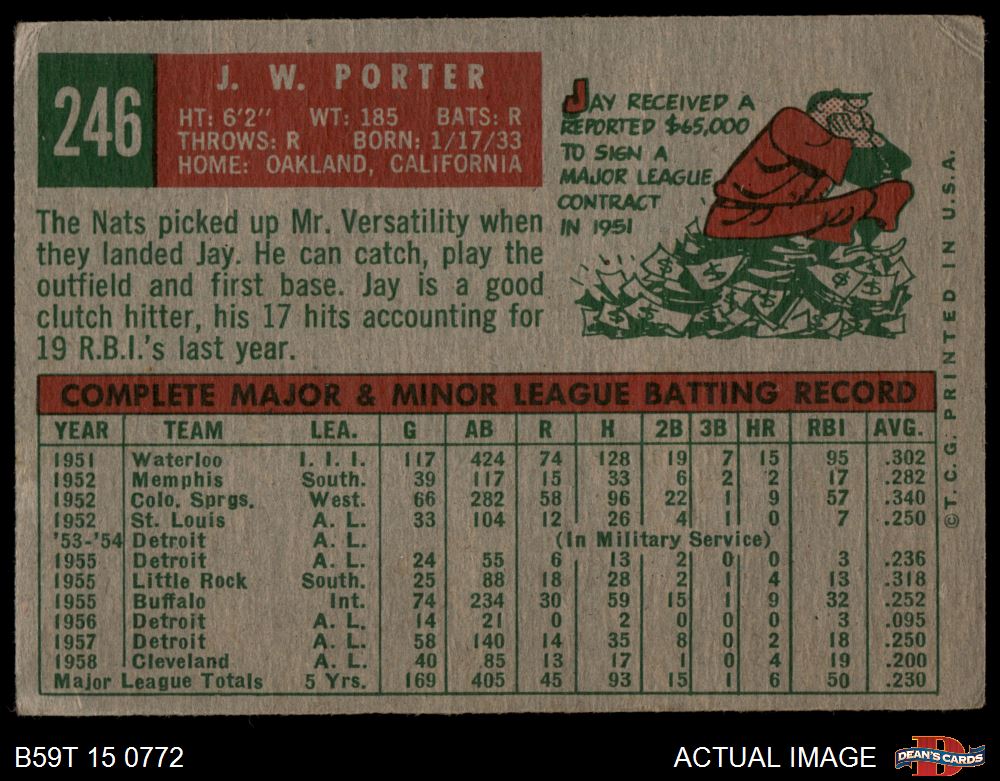 246
J. W. PORTER
HT: 6'2" WT: 185 BATS: R
THROWS: R BORN: 1/17/33
HOME: OAKLAND, CALIFORNIA
JAY RECEIVED A
REPORTED $65,000
TO SIGN A
MAJOR LEAGUE
CONTRACT
IN 1951
The Nats picked up Mr. Versatility when
they landed Jay. He can catch, play the
outfield and first base. Jay is a good
clutch hitter, his 17 hits accounting for
19 R.B.I.'s last year.
COMPLETE MAJOR & MINOR LEAGUE BATTING RECORD
YEAR TEAM LEA. G AB R H 2B 3B HR RBI AVG.
1951 Waterloo I. I. I. 117 424 74 128 19 7 15 95 .302
1952 Memphis South. 39 117 15 33 6 2 2 17 .282
1952 Colo. Sprgs. West. 66 282 58 96 22 1 9 57 .340
1952 St. Louis A. L. 33 104 12 26 4 1 0 7 .250
'53-'54 Detroit A. L. (In Military Service)
1955 Detroit A. L. 24 55 6 13 2 0 0 3 .236
1955 Little Rock South. 25 88 18 28 2 1 4 13 .318
1955 Buffalo Int. 74 234 30 59 15 1 9 32 .252
1956 Detroit A. L. 14 21 0 2 0 0 0 3 .095
1957 Detroit A. L. 58 140 14 35 8 0 2 18 .250
1958 Cleveland A. L. 40 85 13 17 1 0 4 19 .200
Major League Totals 5 Yrs. 169 405 45 93 15 1 6 50 .230
© T. C. G. PRINTED IN U.S.A.
B59T 15 0772
ACTUAL IMAGE
DEAN'S CARDS